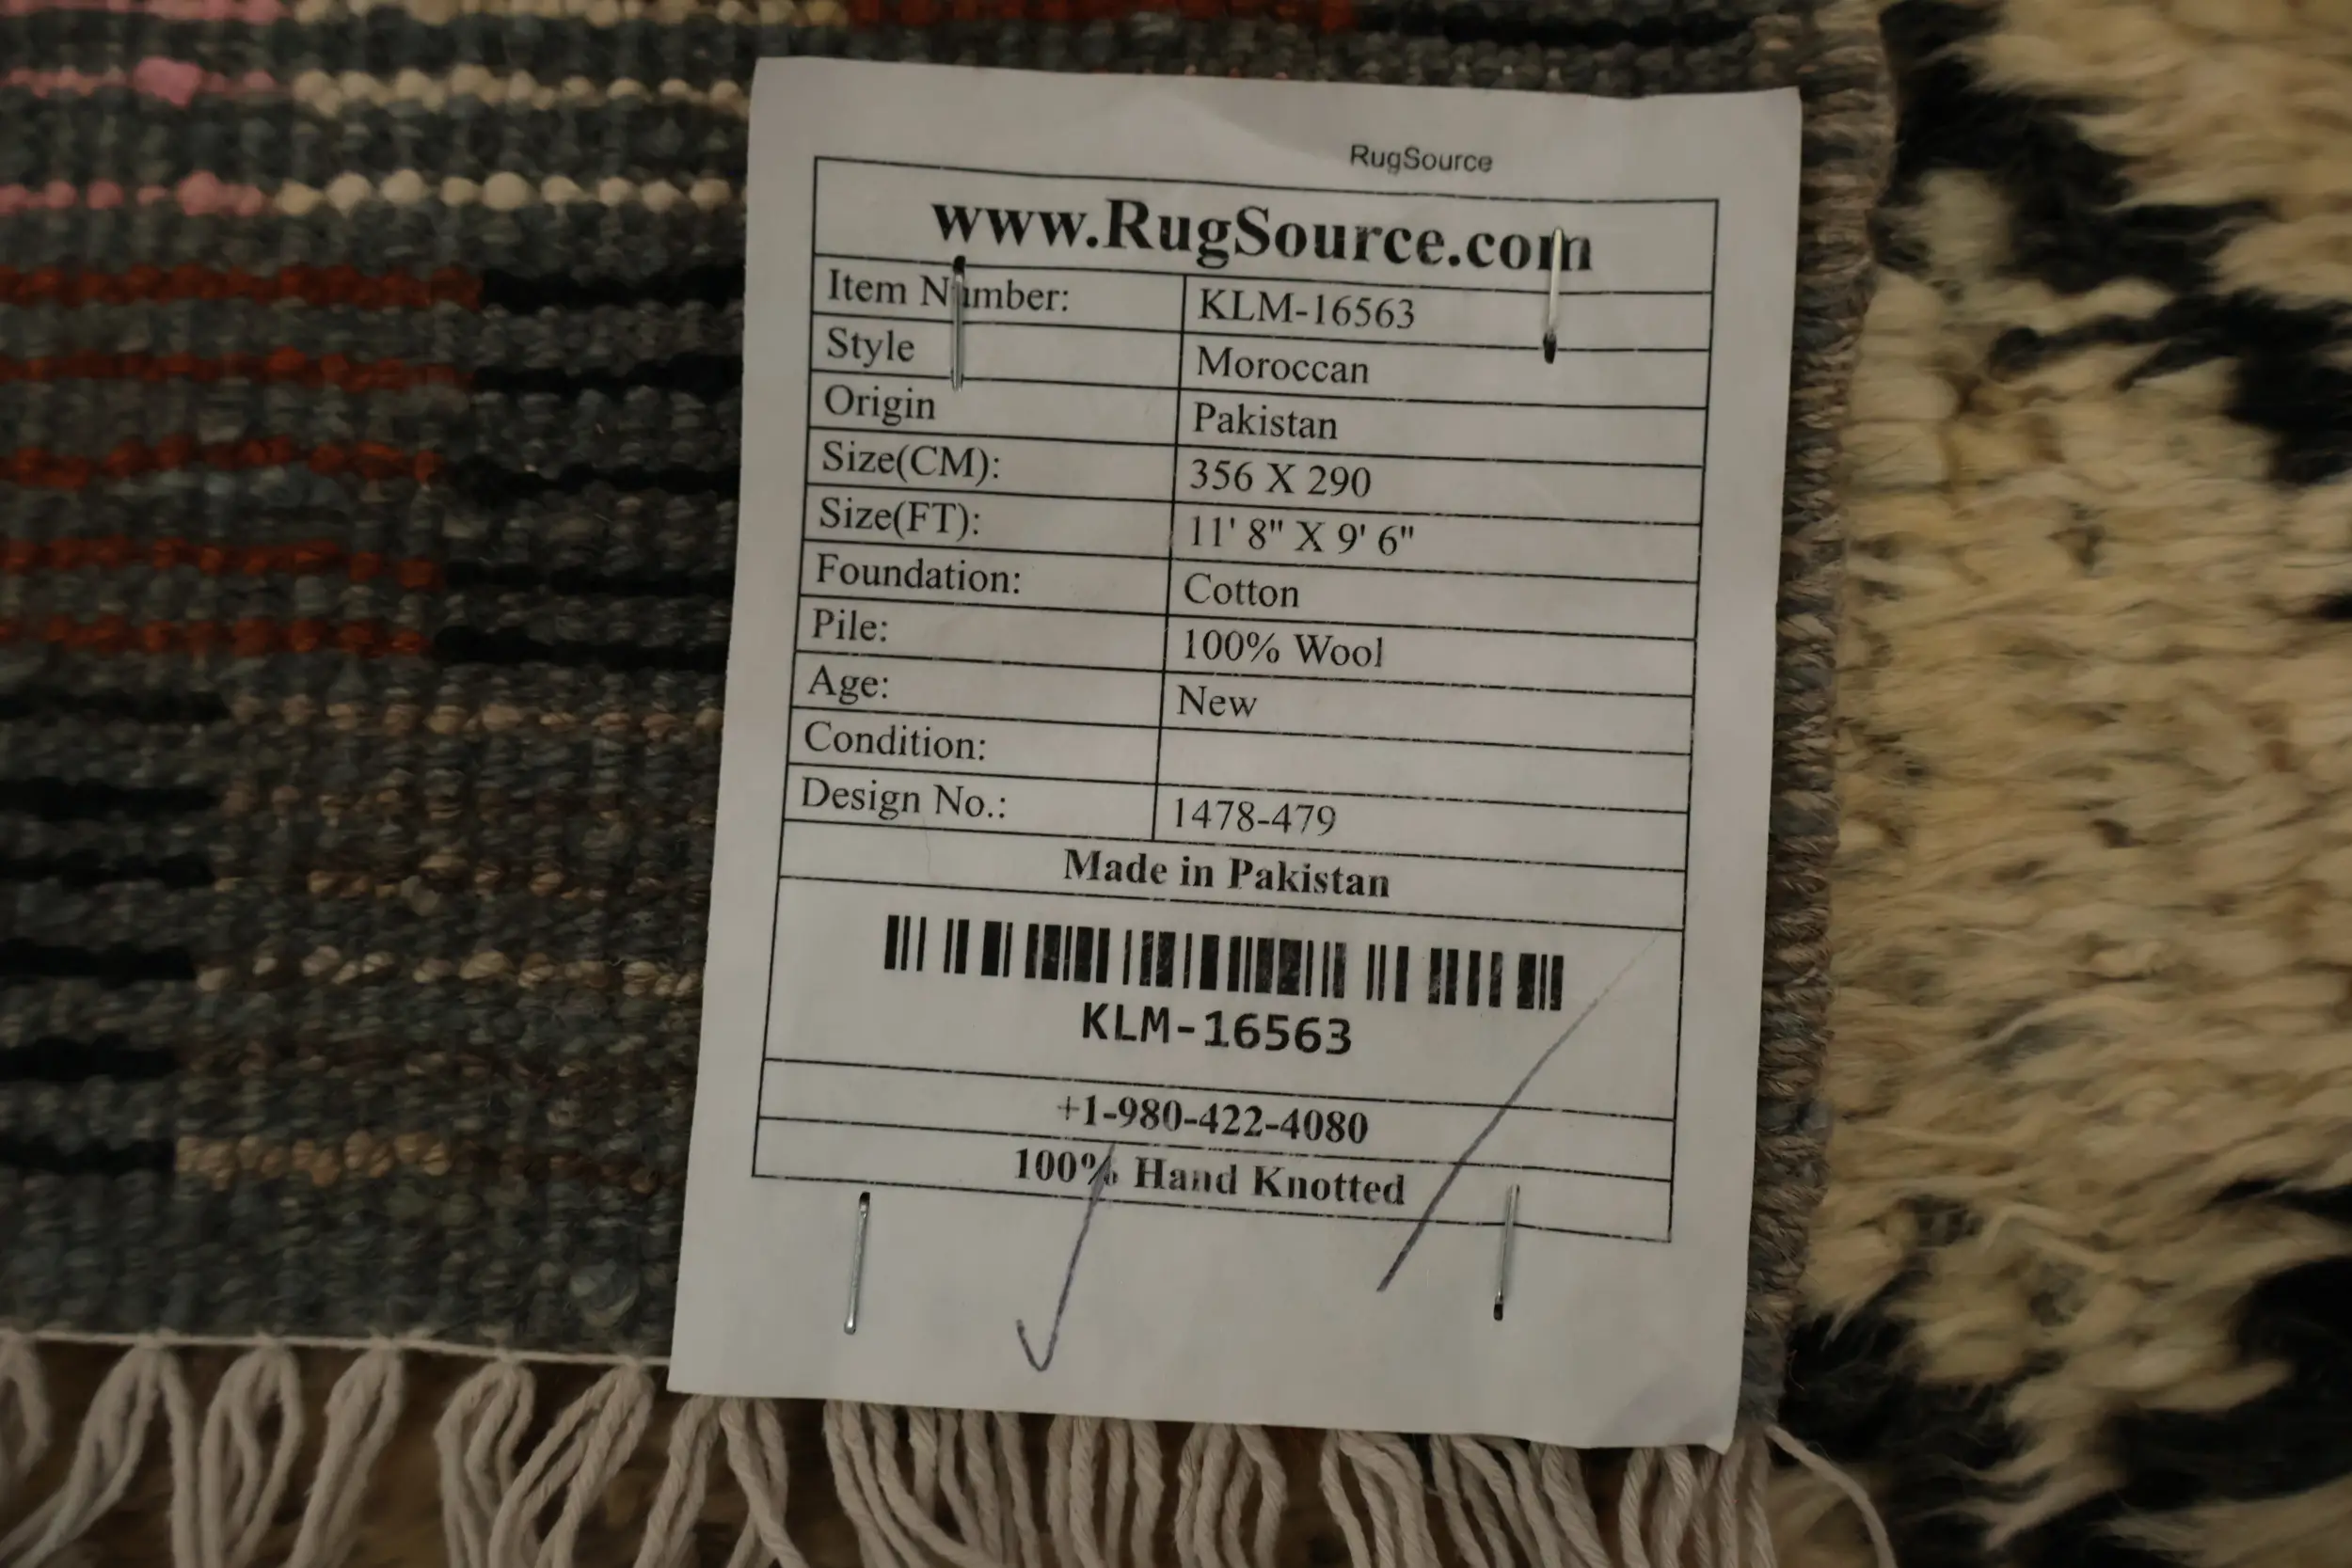 RugSource
www.RugSource.com
Item Number: KLM-16563
Style Moroccan
Origin Pakistan
Size(CM): 356 X 290
Size(FT): 11' 8" X 9' 6"
Foundation: Cotton
Pile: 100% Wool
Age: New
Condition:
Design No.: 1478-479
Made in Pakistan
KLM-16563
+1-980-422-4080
100% Hand Knotted